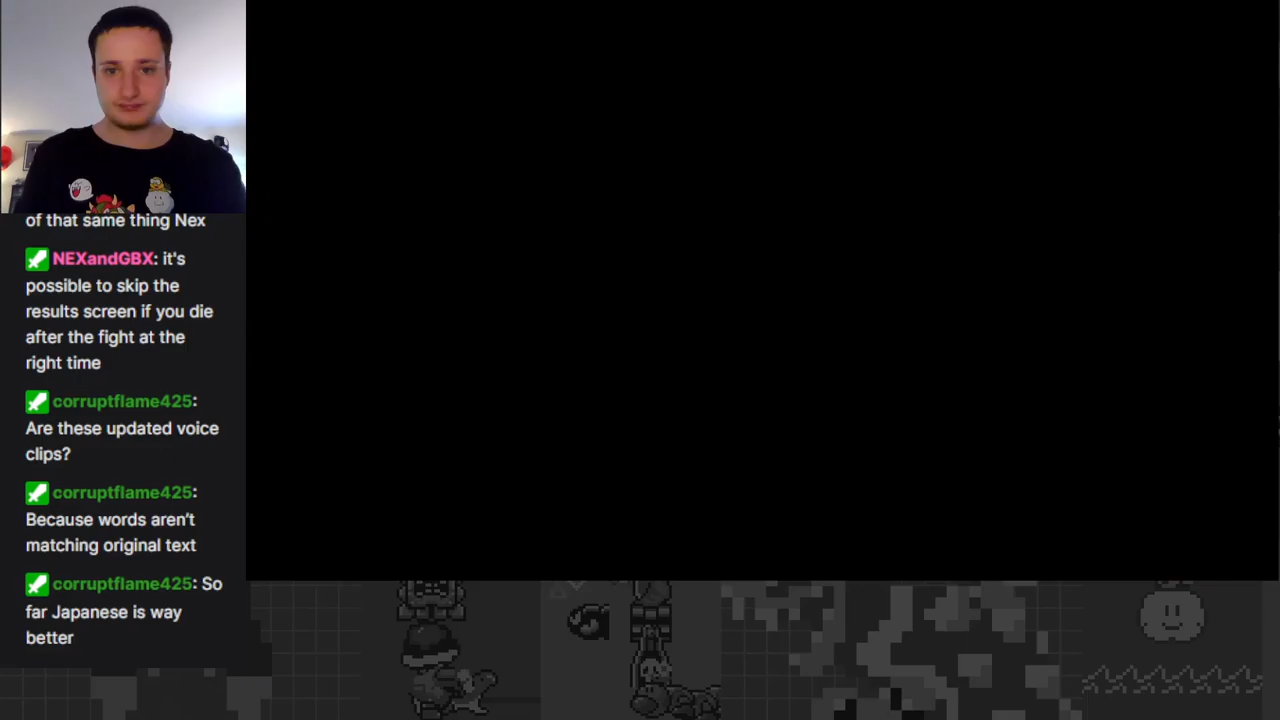 of that same thing Nex
NEXandGBX: it's
possible to skip the
results screen if you die
after the fight at the
right time
corruptflame425:
Are these updated voice
clips?
corruptflame425:
Because words aren't
matching original text
corruptflame425: So
far Japanese is way
better